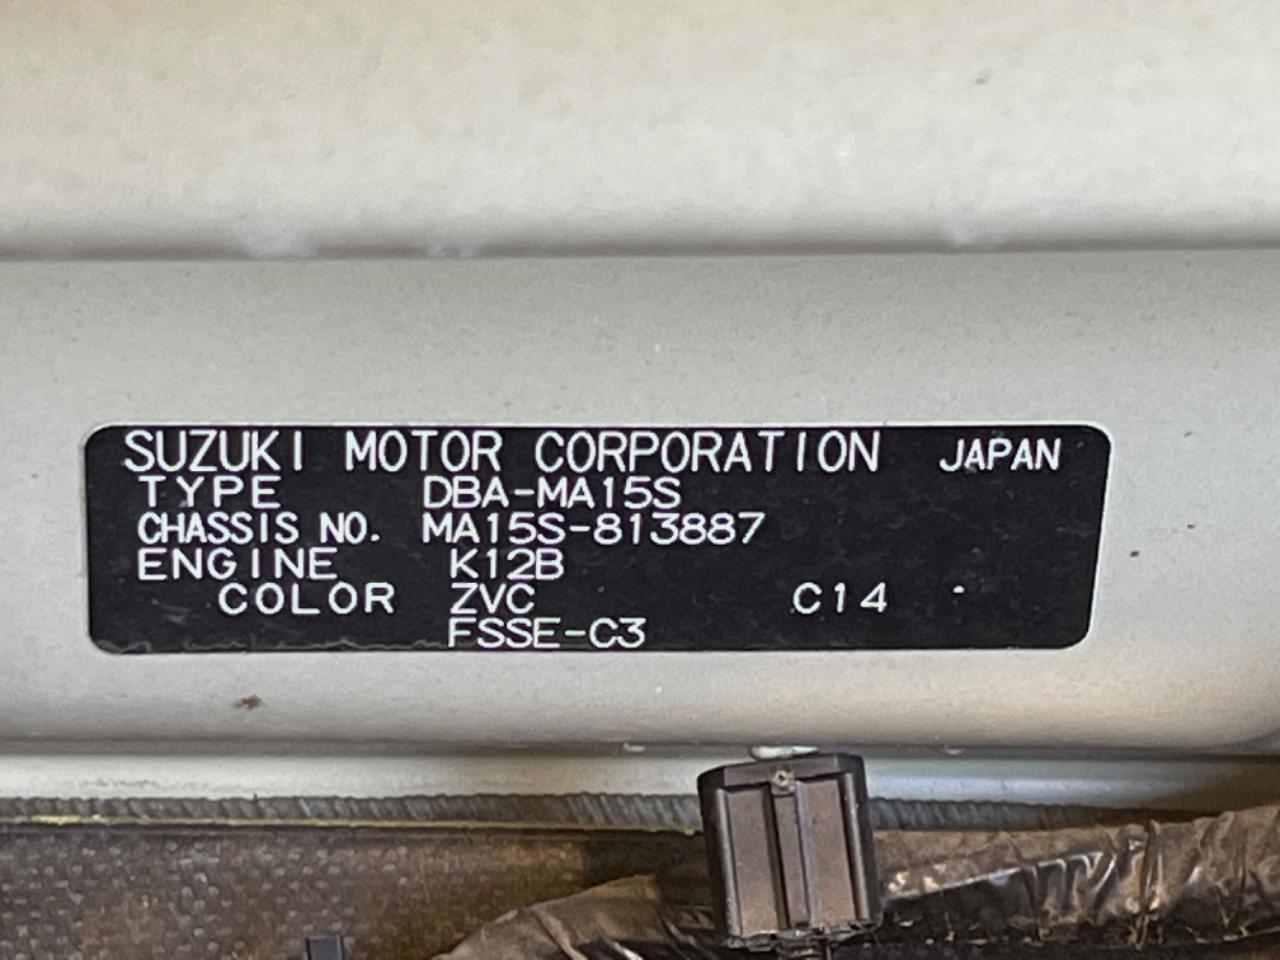 SUZUKI MOTOR CORPORATION JAPAN
TYPE DBA-MA15S
CHASSIS NO. MA15S-813887
ENGINE K12B
COLOR ZVC C14
FSSE-C3